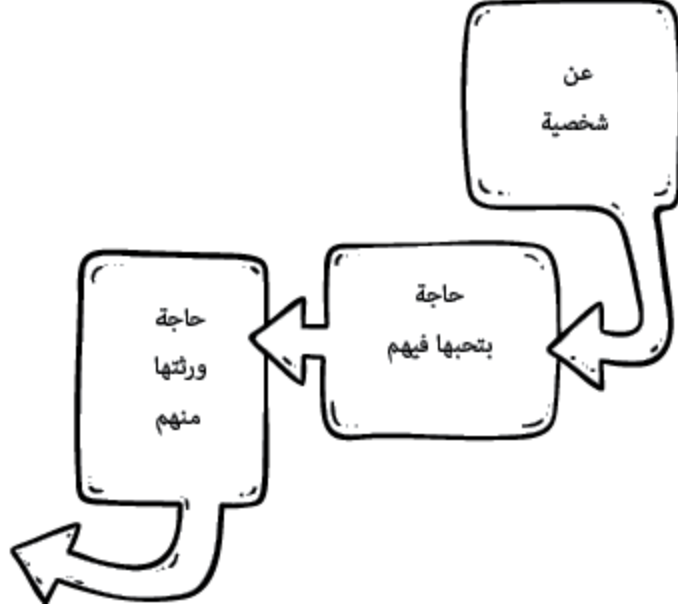 عن
شخصية
حاجة
بتحبها فيهم
حاجة
ورثتها
منهم